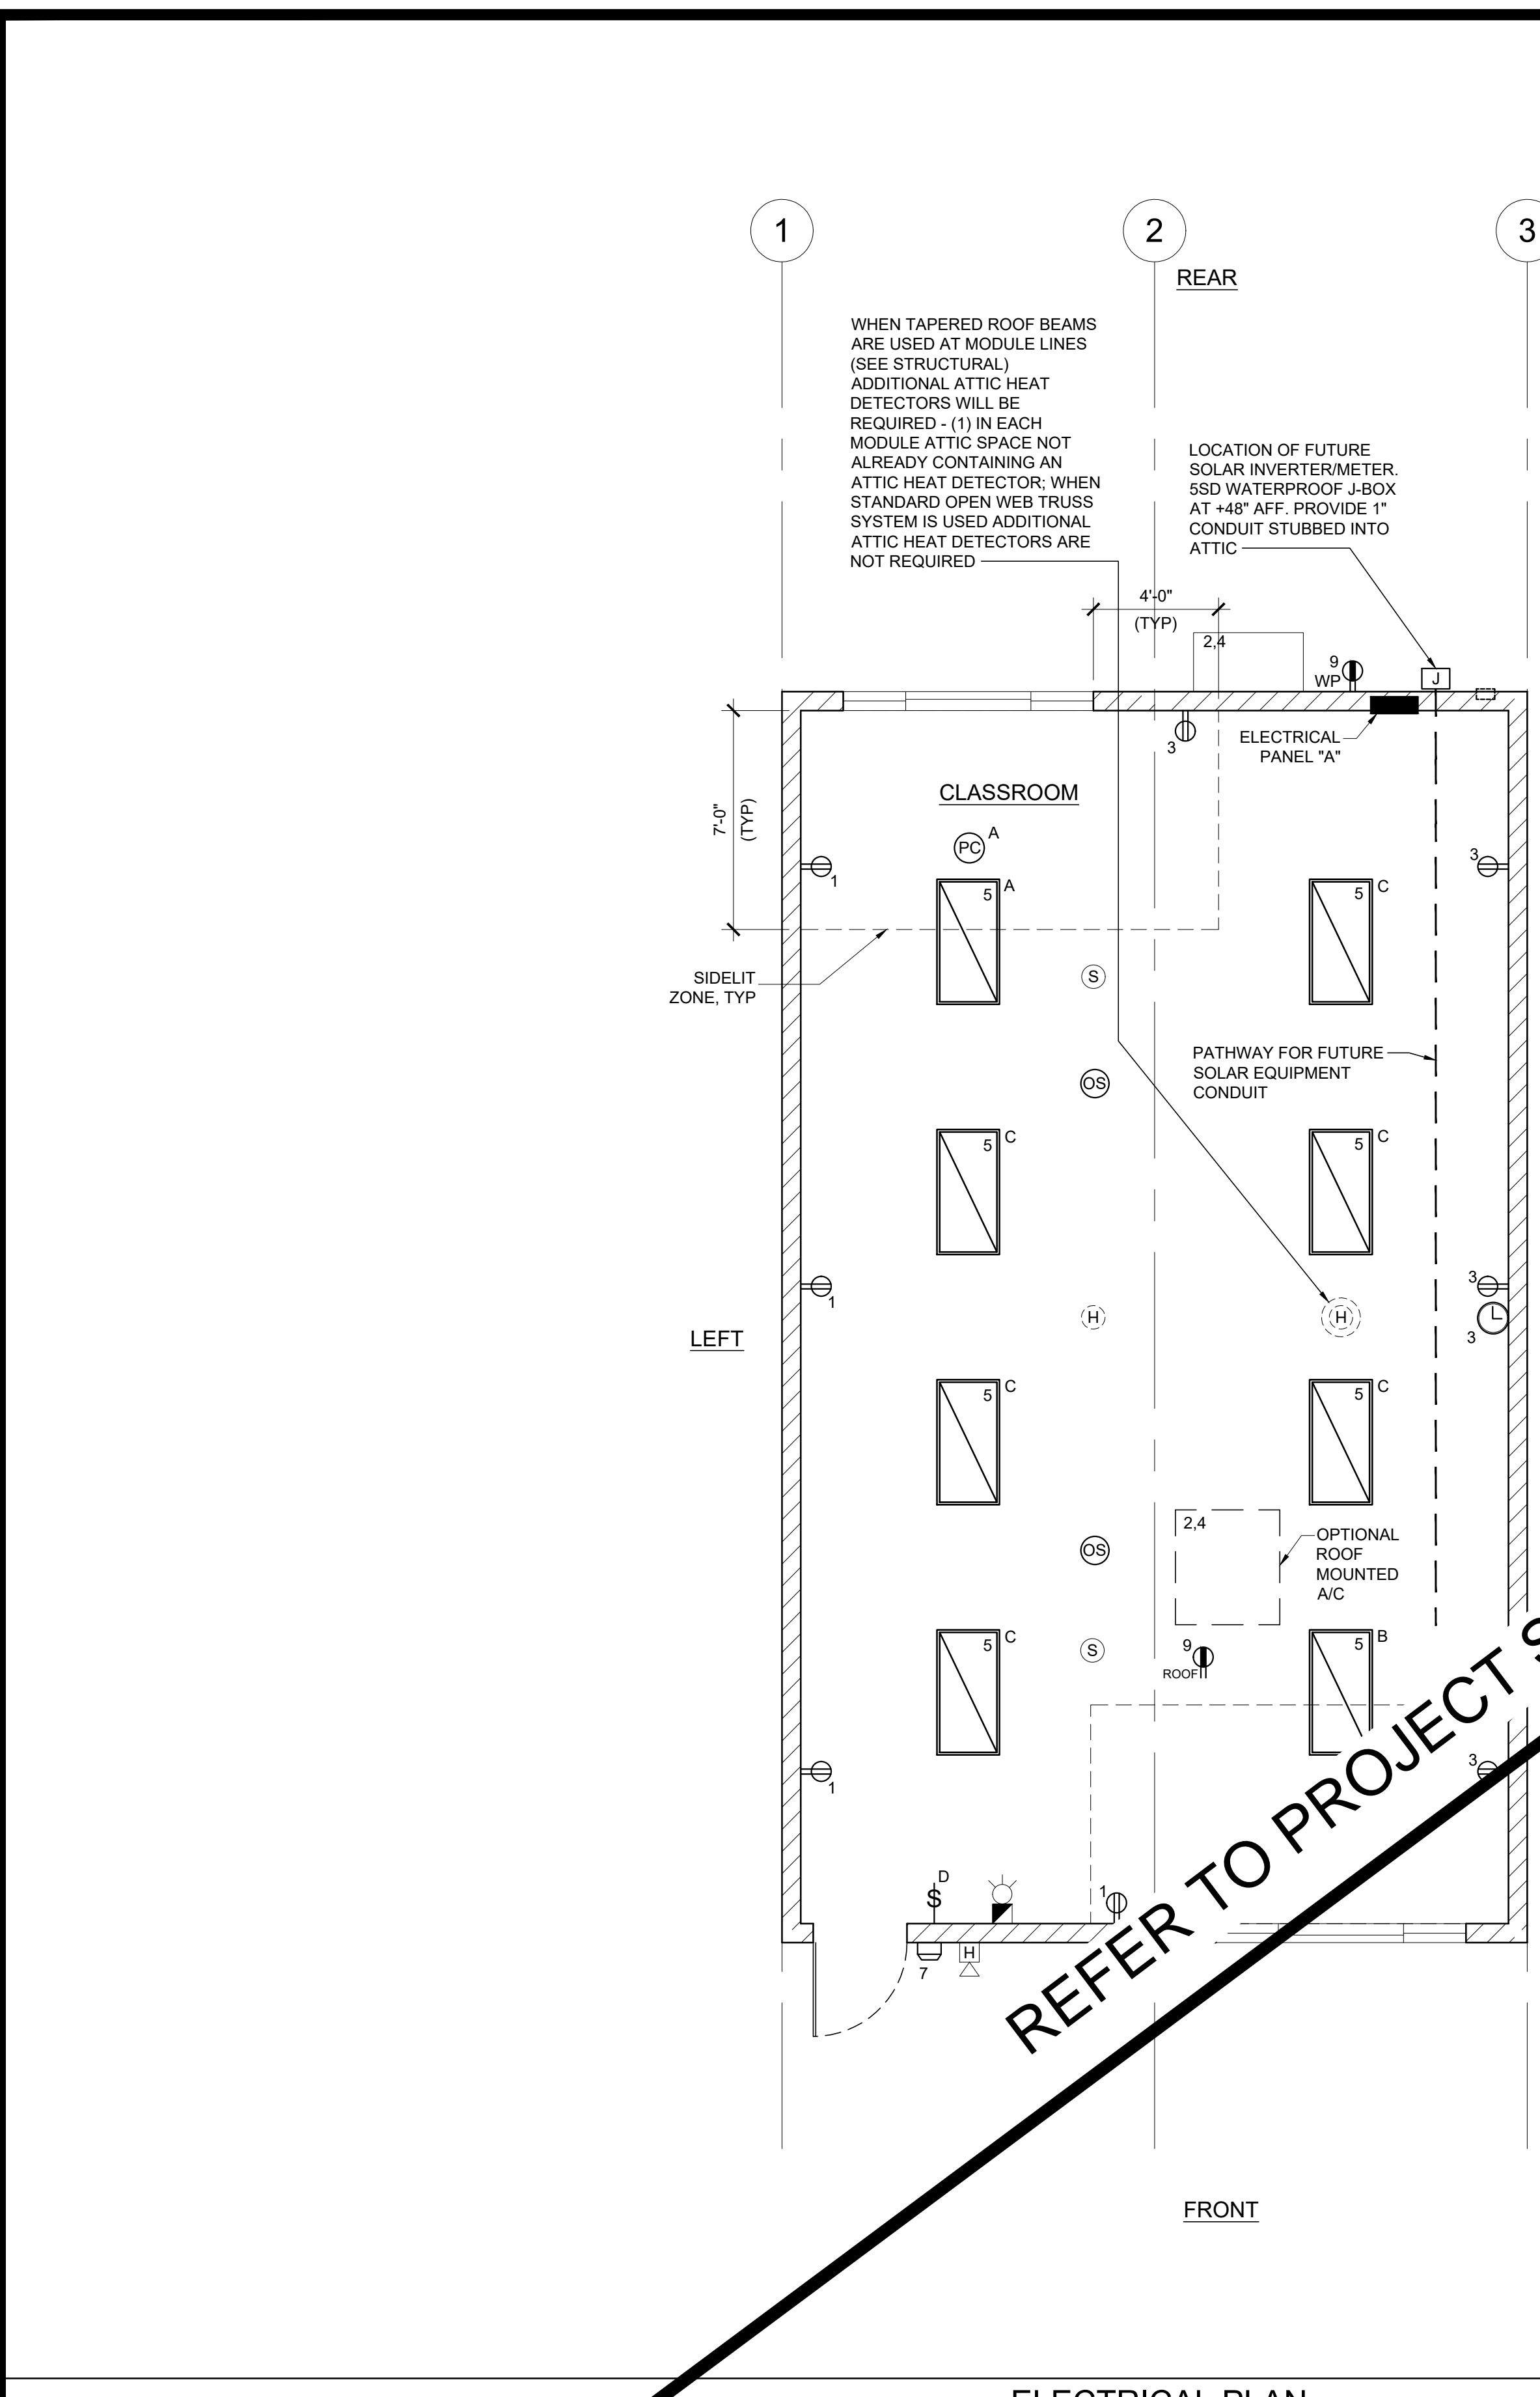 1
2
3
REAR
WHEN TAPERED ROOF BEAMS
ARE USED AT MODULE LINES
(SEE STRUCTURAL)
ADDITIONAL ATTIC HEAT
DETECTORS WILL BE
REQUIRED - (1) IN EACH
MODULE ATTIC SPACE NOT
ALREADY CONTAINING AN
ATTIC HEAT DETECTOR; WHEN
STANDARD OPEN WEB TRUSS
SYSTEM IS USED ADDITIONAL
ATTIC HEAT DETECTORS ARE
NOT REQUIRED
LOCATION OF FUTURE
SOLAR INVERTER/METER.
5SD WATERPROOF J-BOX
AT +48" AFF. PROVIDE 1"
CONDUIT STUBBED INTO
ATTIC
4'-0"
(TYP)
2,4
9
WP
J
3
ELECTRICAL
PANEL "A"
CLASSROOM
7'-0"
(TYP)
PC A
1
3
5 A
5 C
SIDELIT
ZONE, TYP
S
OS
PATHWAY FOR FUTURE
SOLAR EQUIPMENT
CONDUIT
5 C
5 C
1
3
H
H
3
LEFT
5 C
5 C
2,4
OS
OPTIONAL
ROOF
MOUNTED
A/C
5 C
5 B
S
9
ROOF
1
3
D
$
1
H
7
REFER TO PROJECT
FRONT
ELECTRICAL PLAN